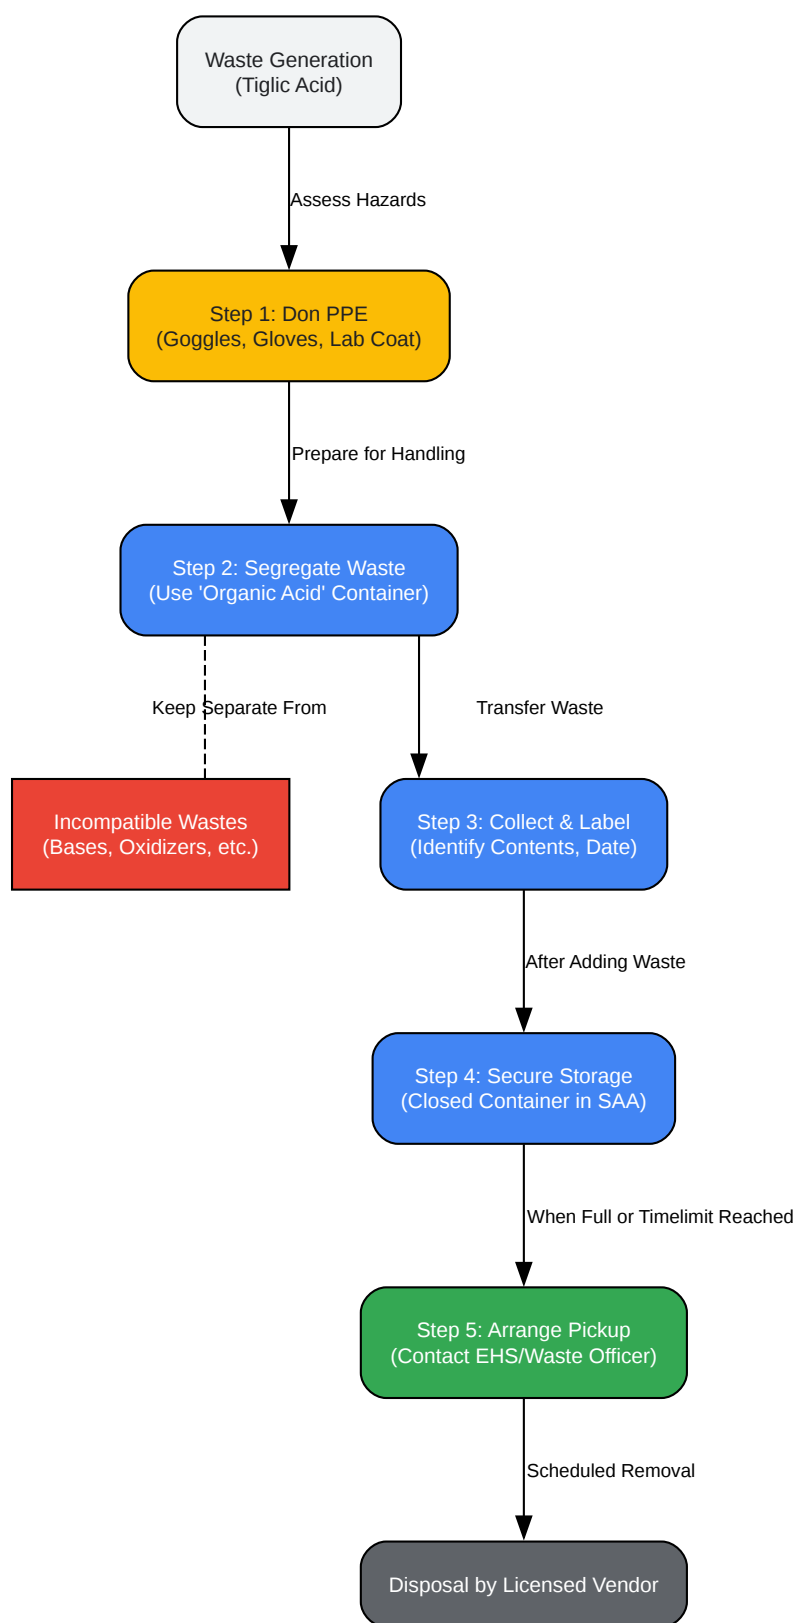 Waste Generation
(Tiglic Acid)
Assess Hazards
Step 1: Don PPE
(Goggles, Gloves, Lab Coat)
Prepare for Handling
Step 2: Segregate Waste
(Use 'Organic Acid' Container)
Keep Separate From
Transfer Waste
Incompatible Wastes
(Bases, Oxidizers, etc.)
Step 3: Collect & Label
(Identify Contents, Date)
After Adding Waste
Step 4: Secure Storage
(Closed Container in SAA)
When Full or Timelimit Reached
Step 5: Arrange Pickup
(Contact EHS/Waste Officer)
Scheduled Removal
Disposal by Licensed Vendor